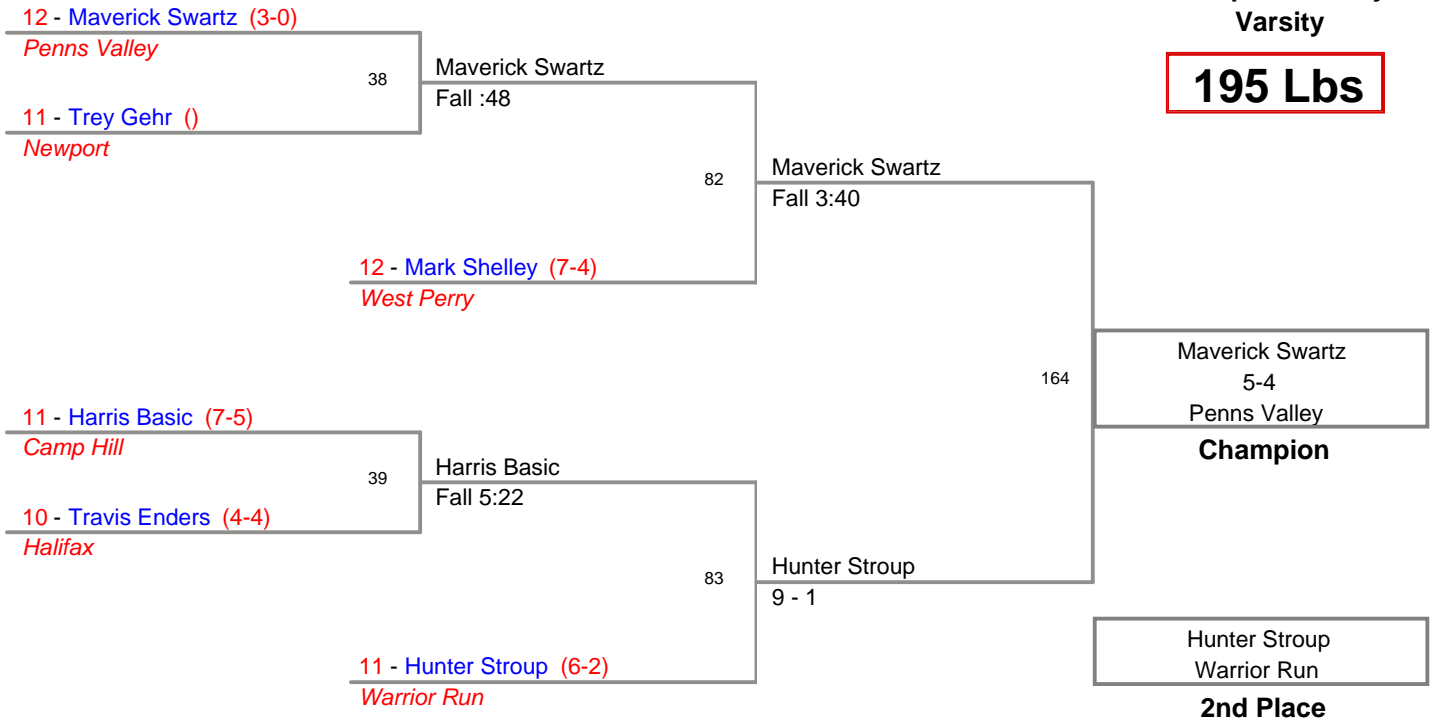 Varsity
195 Lbs
12 - Maverick Swartz (3-0)
Penns Valley
38
Maverick Swartz
Fall :48
11 - Trey Gehr ()
Newport
82
Maverick Swartz
Fall 3:40
12 - Mark Shelley (7-4)
West Perry
164
Maverick Swartz
5-4
Penns Valley
Champion
11 - Harris Basic (7-5)
Camp Hill
39
Harris Basic
Fall 5:22
10 - Travis Enders (4-4)
Halifax
83
Hunter Stroup
9 - 1
11 - Hunter Stroup (6-2)
Warrior Run
Hunter Stroup
Warrior Run
2nd Place